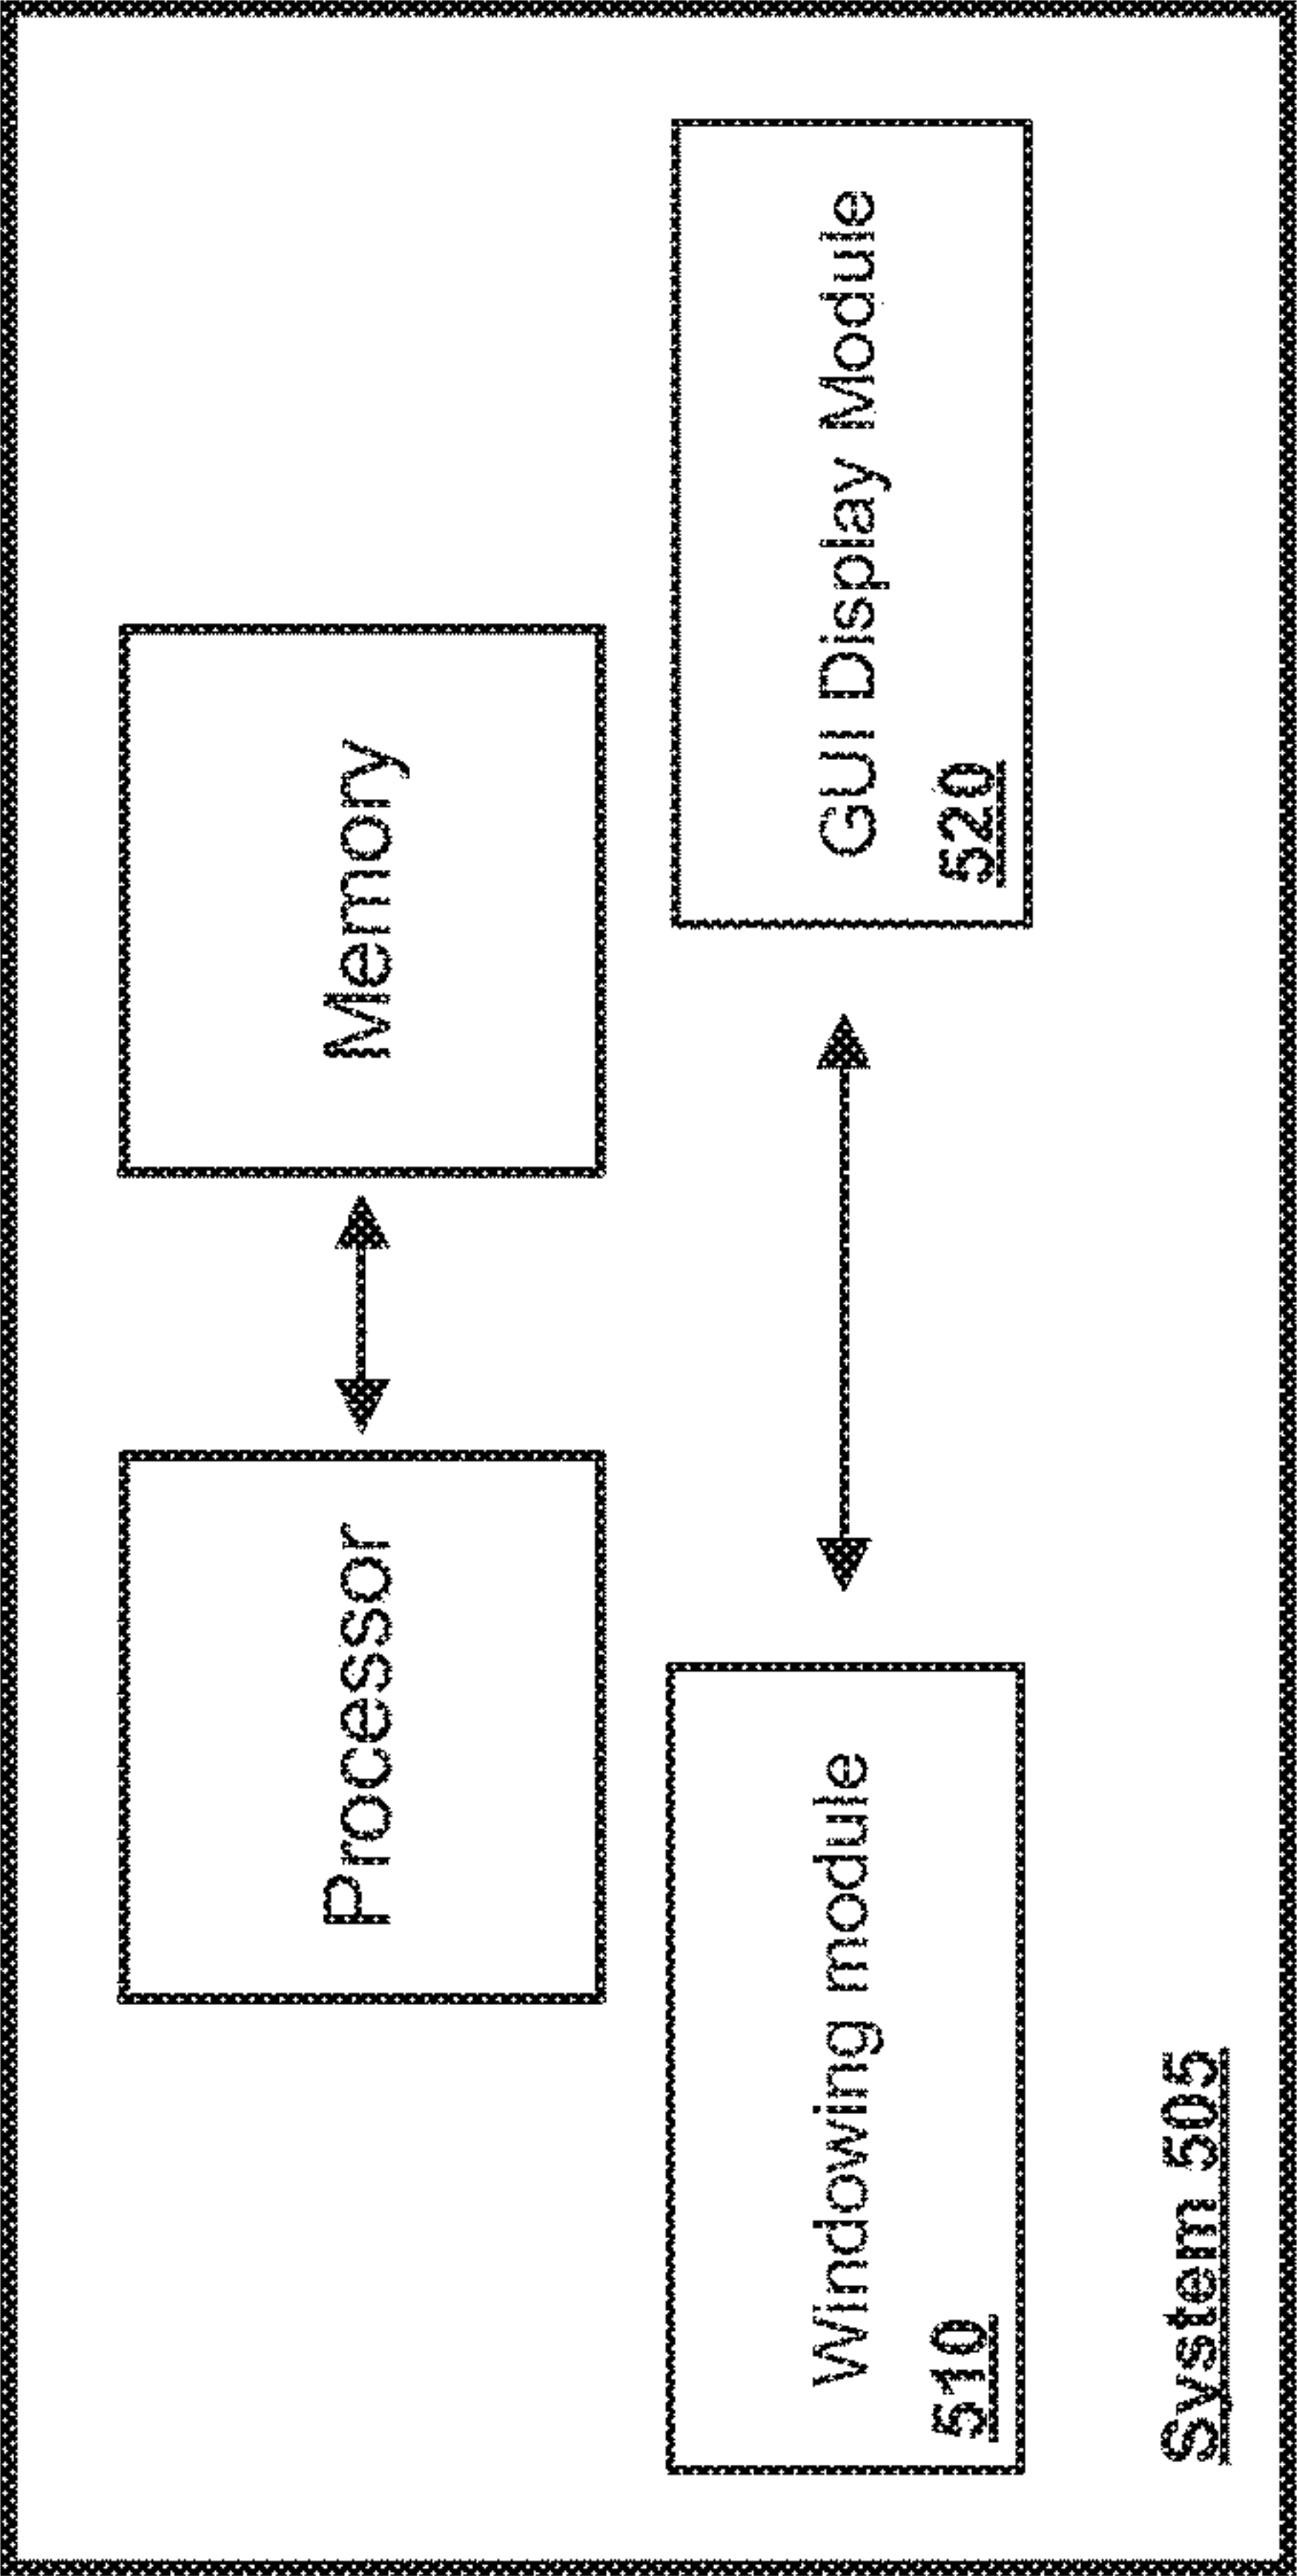 Processor
Memory
Windowing module
510
GUI Display Module
520
System 505